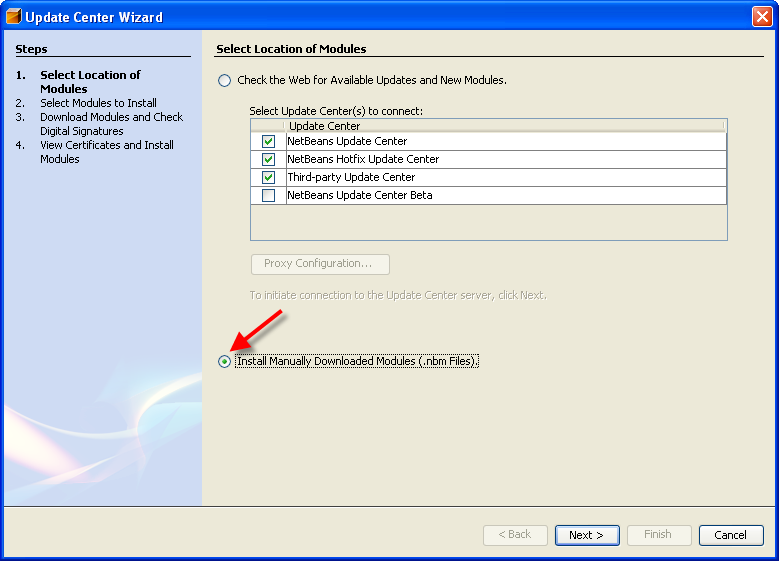 Update Center Wizard
Steps
1. Select Location of
Modules
2. Select Modules to Install
3. Download Modules and Check
Digital Signatures
4. View Certificates and Install
Modules
Select Location of Modules
Check the Web for Available Updates and New Modules.
Select Update Center(s) to connect:
Update Center
NetBeans Update Center
NetBeans Hotfix Update Center
Third-party Update Center
NetBeans Update Center Beta
Proxy Configuration...
To initiate connection to the Update Center server, click Next.
Install Manually Downloaded Modules (.nbm Files).
< Back
Next >
Finish
Cancel